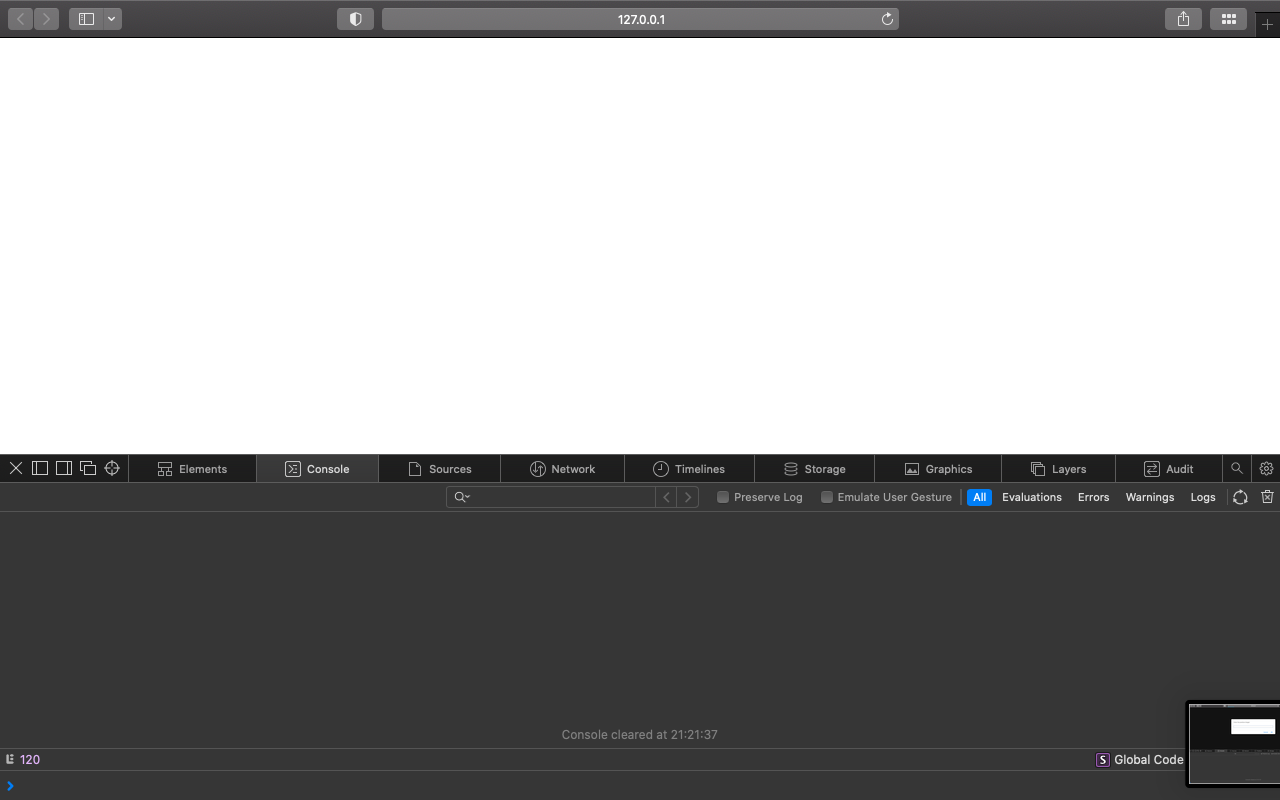 127.0.0.1
Elements Console Sources Network Timelines Storage Graphics Layers Audit
Preserve Log Emulate User Gesture All Evaluations Errors Warnings Logs
Console cleared at 21:21:37
120 S Global Code